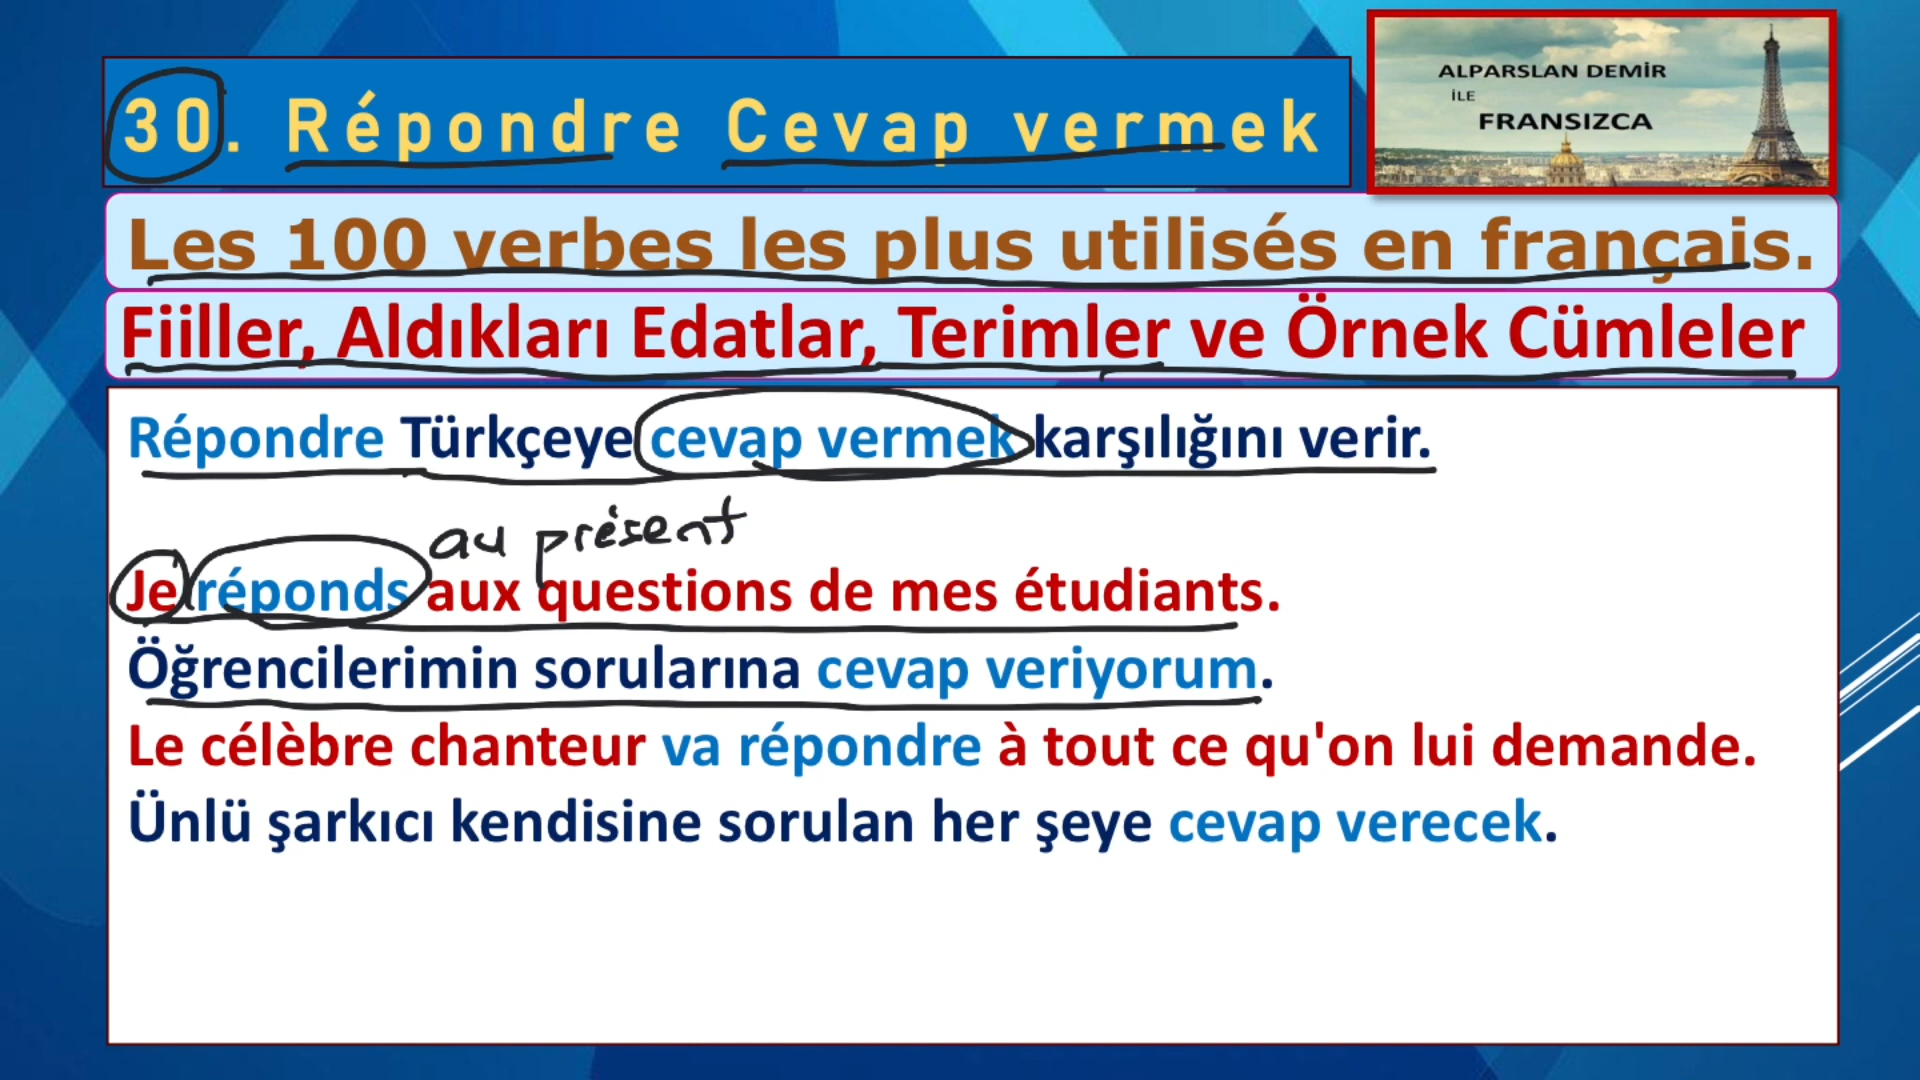 30. Répondre Cevap vermek
ALPARSLAN DEMİR
İLE
FRANSIZCA
Les 100 verbes les plus utilisés en français.
Fiiller, Aldıkları Edatlar, Terimler ve Örnek Cümleler
Répondre Türkçeye cevap vermek karşılığını verir.
au présent
Je réponds aux questions de mes étudiants.
Öğrencilerimin sorularına cevap veriyorum.
Le célèbre chanteur va répondre à tout ce qu'on lui demande.
Ünlü şarkıcı kendisine sorulan her şeye cevap verecek.